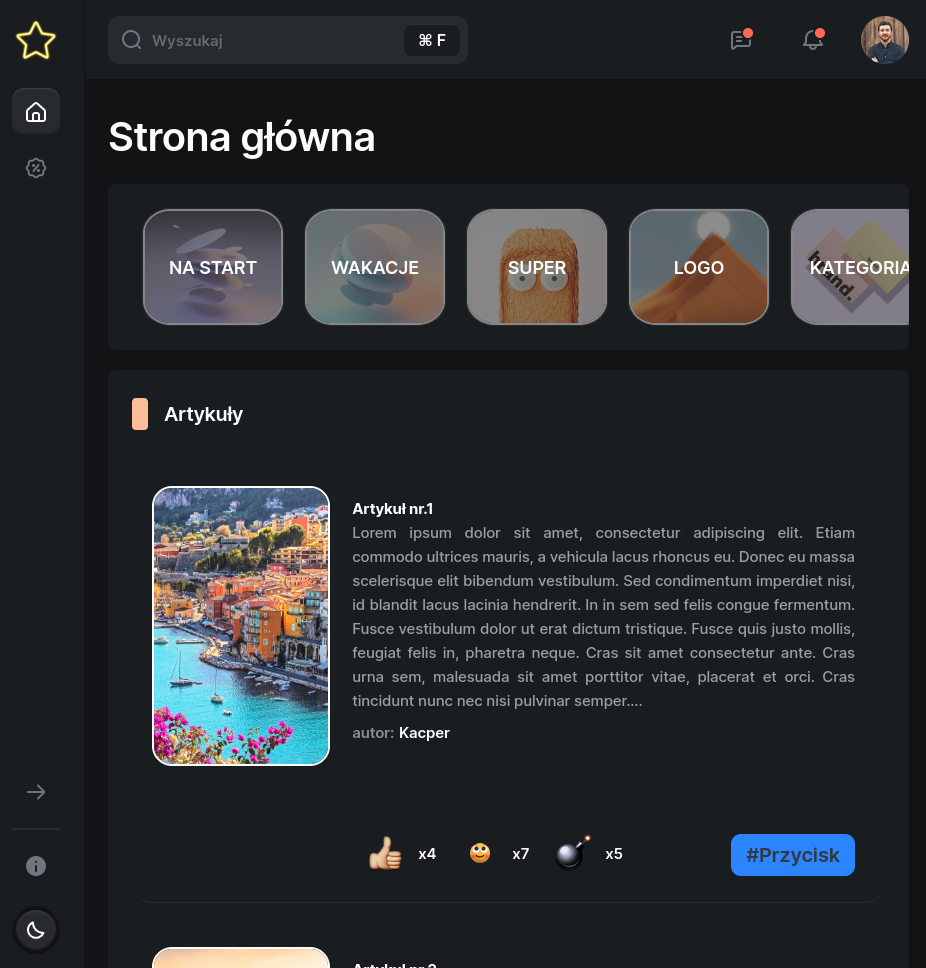 Wyszukaj
⌘ F
Strona główna
NA START
WAKACJE
SUPER
LOGO
KATEGORIA
brand.
Artykuły
Artykuł nr.1
Lorem ipsum dolor sit amet, consectetur adipiscing elit. Etiam
commodo ultrices mauris, a vehicula lacus rhoncus eu. Donec eu massa
scelerisque elit bibendum vestibulum. Sed condimentum imperdiet nisi,
id blandit lacus lacinia hendrerit. In in sem sed felis congue fermentum.
Fusce vestibulum dolor ut erat dictum tristique. Fusce quis justo mollis,
feugiat felis in, pharetra neque. Cras sit amet consectetur ante. Cras
urna sem, malesuada sit amet porttitor vitae, placerat et orci. Cras
tincidunt nunc nec nisi pulvinar semper....
autor: Kacper
x4
x7
x5
#Przycisk
Artykuł nr.2